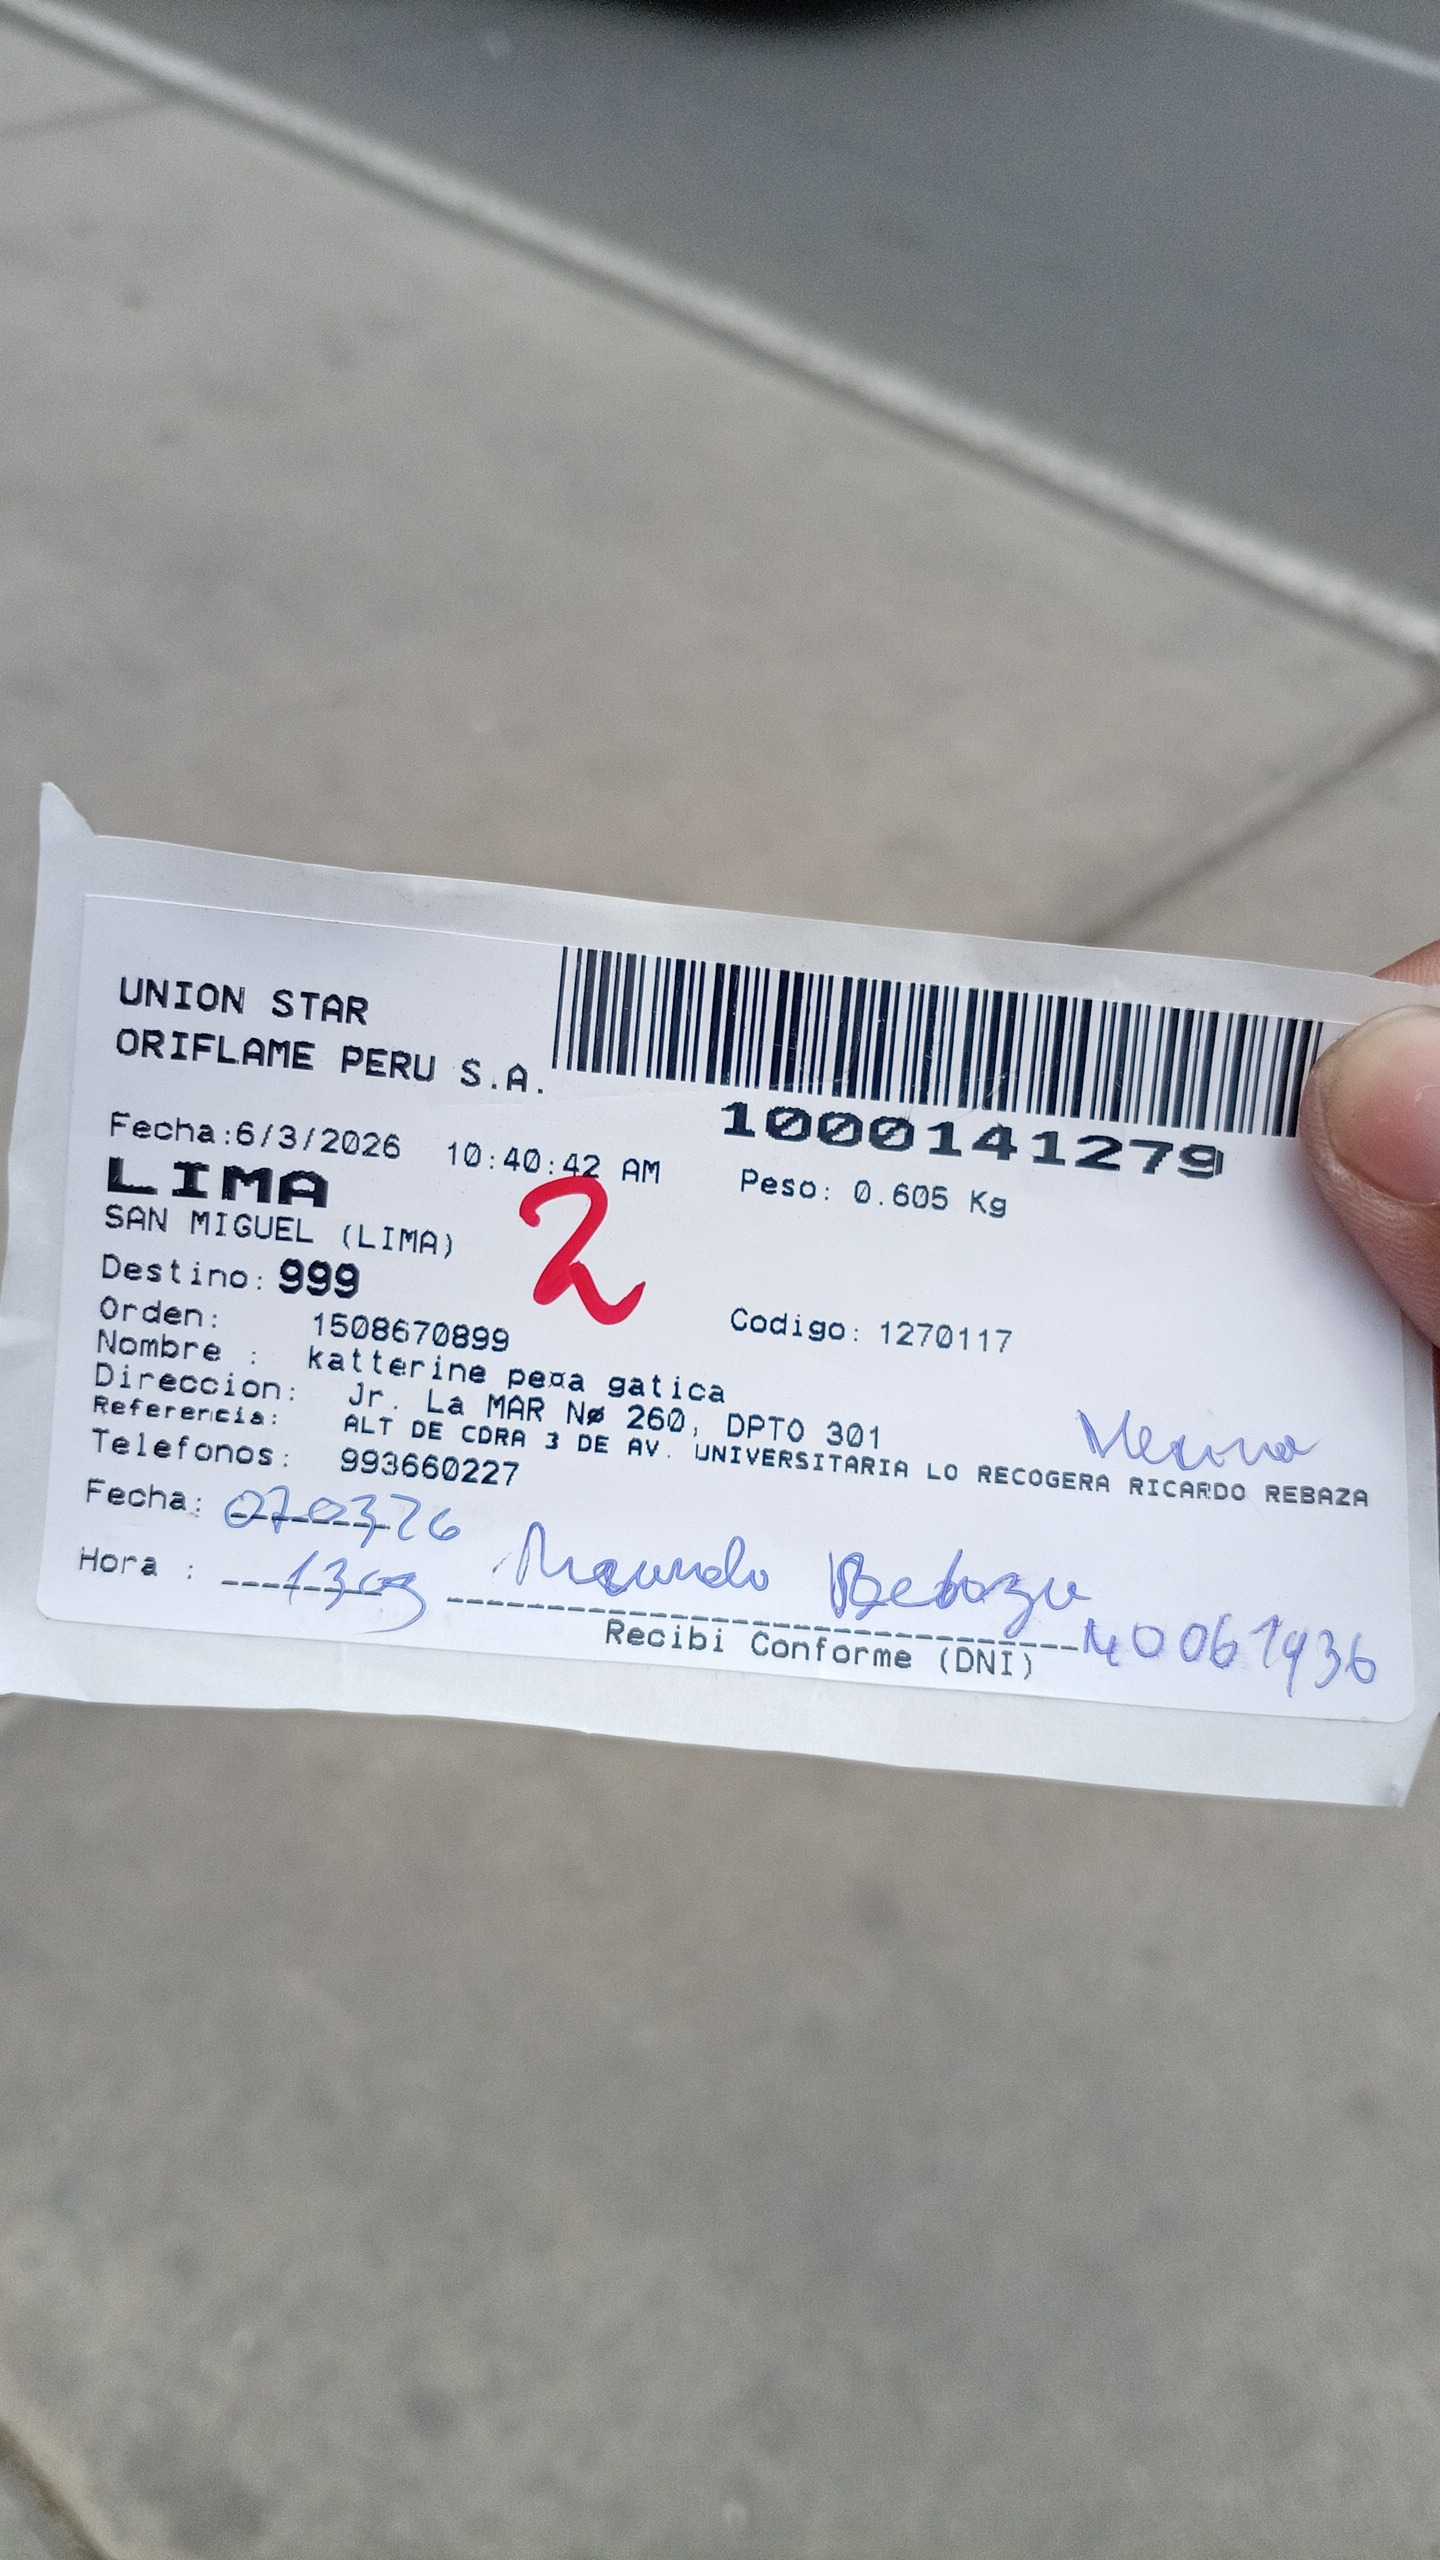 UNION STAR
ORIFLAME PERU S.A.
1000141279
Fecha:6/3/2026 10:40:42 AM
Peso: 0.605 Kg
LIMA
SAN MIGUEL (LIMA)
2
Destino: 999
Orden: 1508670899
Codigo: 1270117
Nombre : katterine pe¤a gatica
Direccion: Jr. La MAR Nø 260, DPTO 301
Referencia: ALT DE CDRA 3 DE AV. UNIVERSITARIA LO RECOGERA RICARDO REBAZA
Telefonos: 993660227
Fecha: 070326
Hora : 1303
Recibi Conforme (DNI)